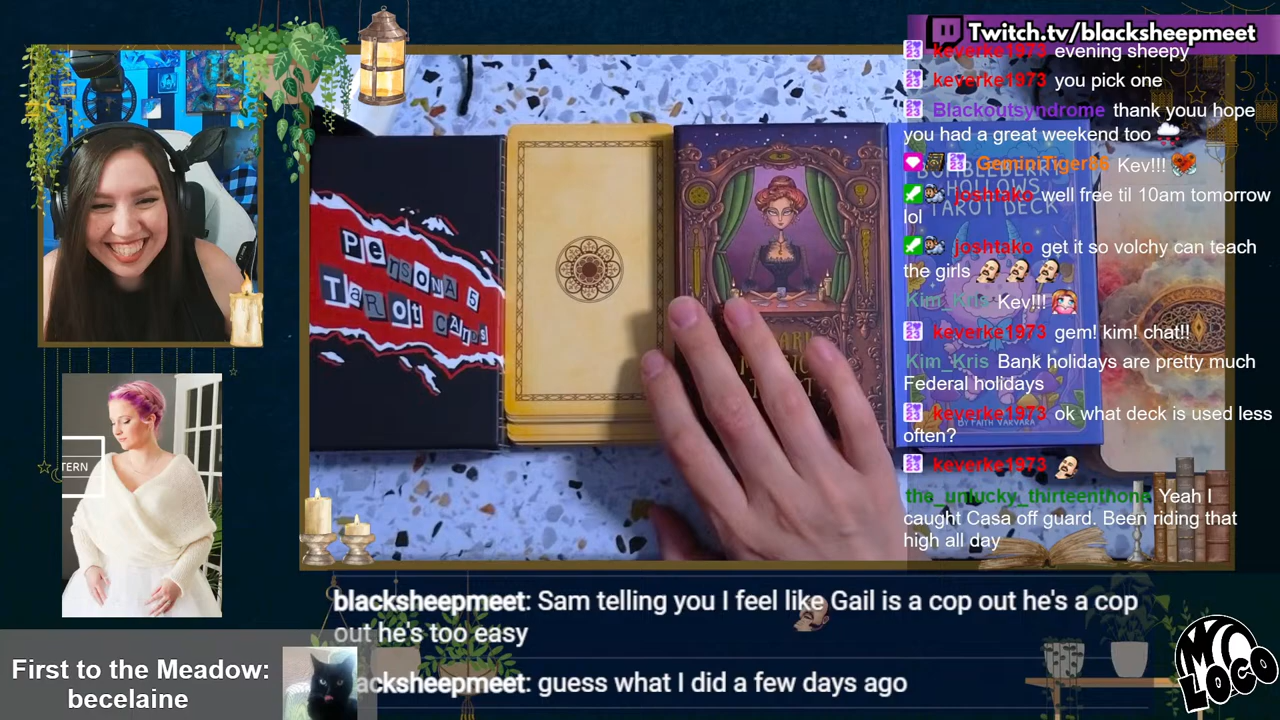 Twitch.tv/blacksheepmeet
keverke1973 evening sheepy
keverke1973 you pick one
Blackoutsyndrome thank youu hope
you had a great weekend too
GeminiTiger86 Kev!!!
joshtako well free til 10am tomorrow
lol
joshtako get it so volchy can teach
the girls
Kim_Kris Kev!!!
keverke1973 gem! kim! chat!!
Kim_Kris Bank holidays are pretty much
Federal holidays
keverke1973 ok what deck is used less
often?
keverke1973
the_unlucky_thirteenthone Yeah I
caught Casa off guard. Been riding that
high all day
PeRSONA 5
TaROt CARds
HOLLOWS
TAROT DECK
BY FAITH VARVARA
TERN
blacksheepmeet: Sam telling you I feel like Gail is a cop out he's a cop
out he's too easy
acksheepmeet: guess what I did a few days ago
First to the Meadow:
becelaine
MC
LOCO